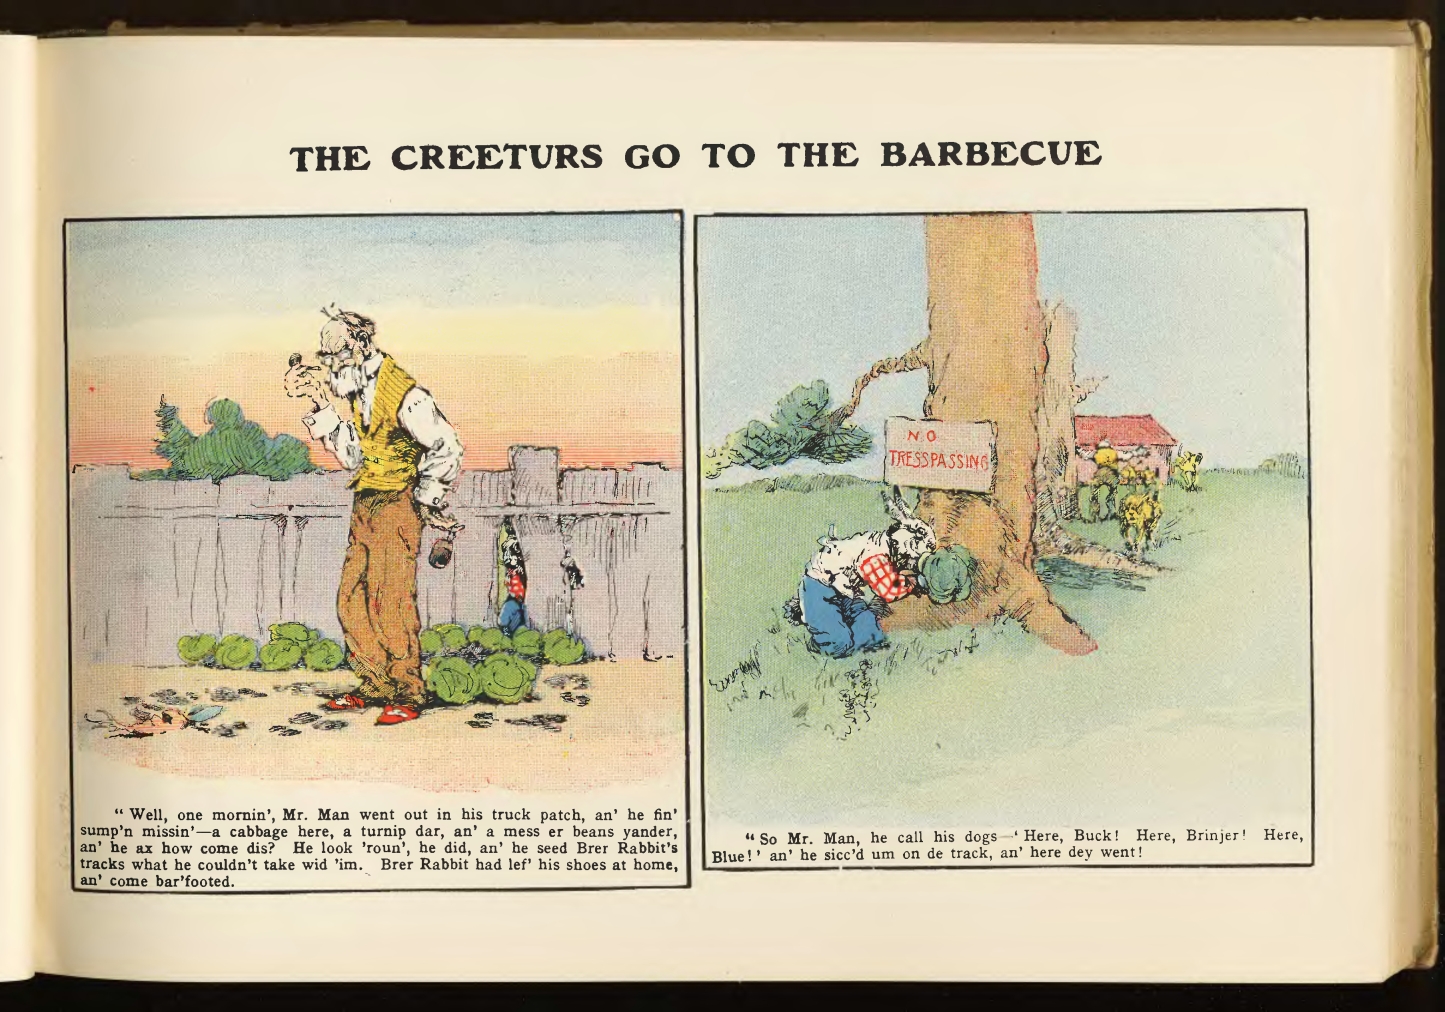 THE CREETURS GO TO THE BARBECUE
NO
TRESSPASSING
“ Well, one mornin’, Mr. Man went out in his truck patch, an’ he fin’
sump’n missin’—a cabbage here, a turnip dar, an’ a mess er beans yander,
an’ he ax how come dis? He look ’roun’, he did, an’ he seed Brer Rabbit’s
tracks what he couldn’t take wid ’im. Brer Rabbit had lef’ his shoes at home,
an’ come bar’footed.
“ So Mr. Man, he call his dogs—‘ Here, Buck! Here, Brinjer! Here,
Blue! ’ an’ he sicc’d um on de track, an’ here dey went!